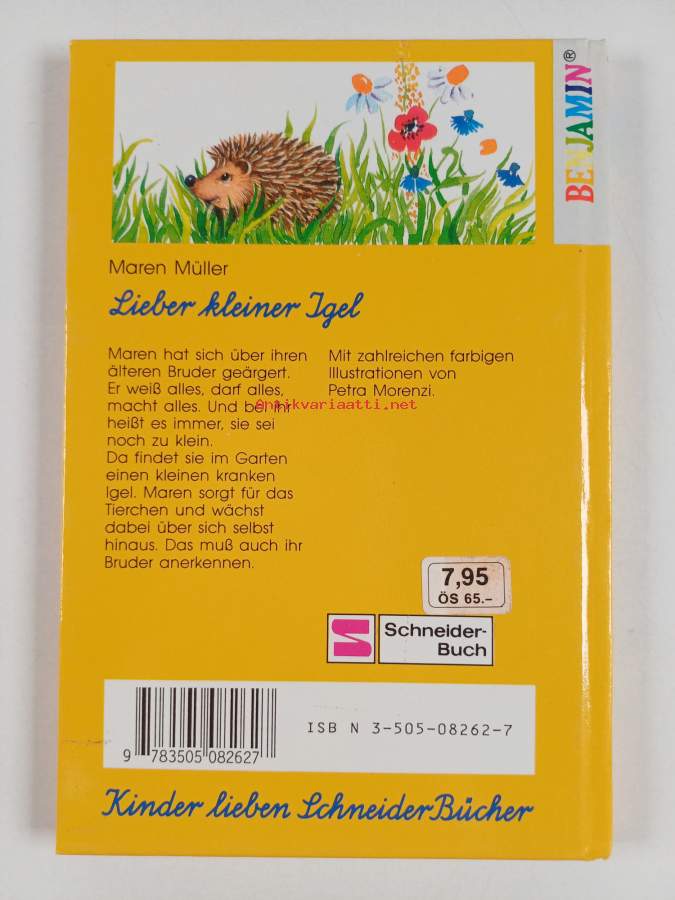 BENJAMIN®
Maren Müller
Lieber kleiner Igel
Maren hat sich über ihren
älteren Bruder geärgert.
Er weiß alles, darf alles,
macht alles. Und bei ihr
heißt es immer, sie sei
noch zu klein.
Da findet sie im Garten
einen kleinen kranken
Igel. Maren sorgt für das
Tierchen und wächst
dabei über sich selbst
hinaus. Das muß auch ihr
Bruder anerkennen.
Mit zahlreichen farbigen
Illustrationen von
Petra Morenzi.
Antikvariaatti.net
7,95
ÖS 65.–
Schneider-
Buch
ISBN 3-505-08262-7
9 783505 082627
Kinder lieben SchneiderBücher